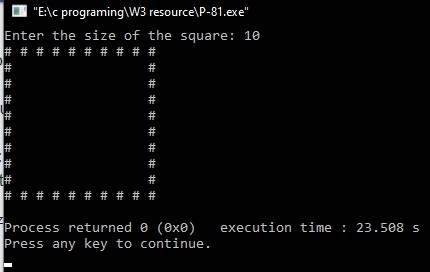 "E:\c programing\W3 resource\P-81.exe"
Enter the size of the square: 10
# # # # # # # # # #
#                 #
#                 #
#                 #
#                 #
#                 #
#                 #
#                 #
#                 #
# # # # # # # # # #
Process returned 0 (0x0)   execution time : 23.508 s
Press any key to continue.